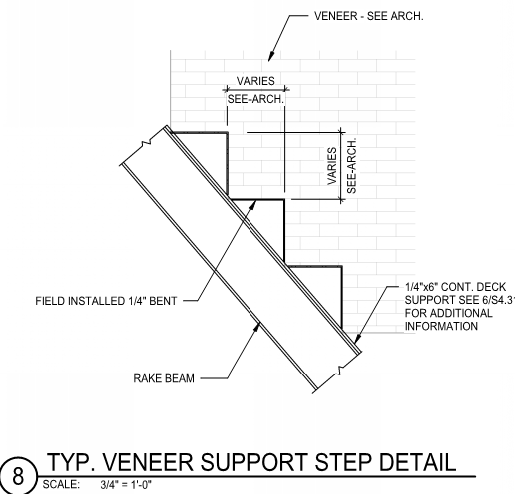 VENEER - SEE ARCH.
VARIES
SEE-ARCH.
VARIES
SEE-ARCH.
FIELD INSTALLED 1/4" BENT
1/4"x6" CONT. DECK
SUPPORT SEE 6/S4.31
FOR ADDITIONAL
INFORMATION
RAKE BEAM
8
TYP. VENEER SUPPORT STEP DETAIL
SCALE: 3/4" = 1'-0"